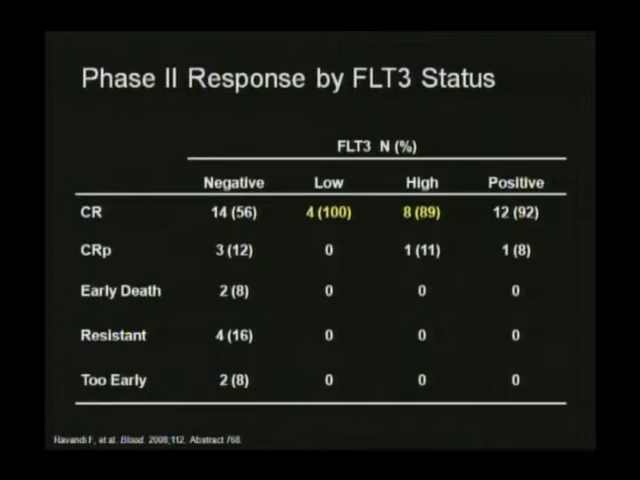 Phase II Response by FLT3 Status
FLT3 N (%)
Negative Low High Positive
CR 14 (56) 4 (100) 8 (89) 12 (92)
CRp 3 (12) 0 1 (11) 1 (8)
Early Death 2 (8) 0 0 0
Resistant 4 (16) 0 0 0
Too Early 2 (8) 0 0 0
Ravandi F, et al. Blood. 2008;112. Abstract 768.